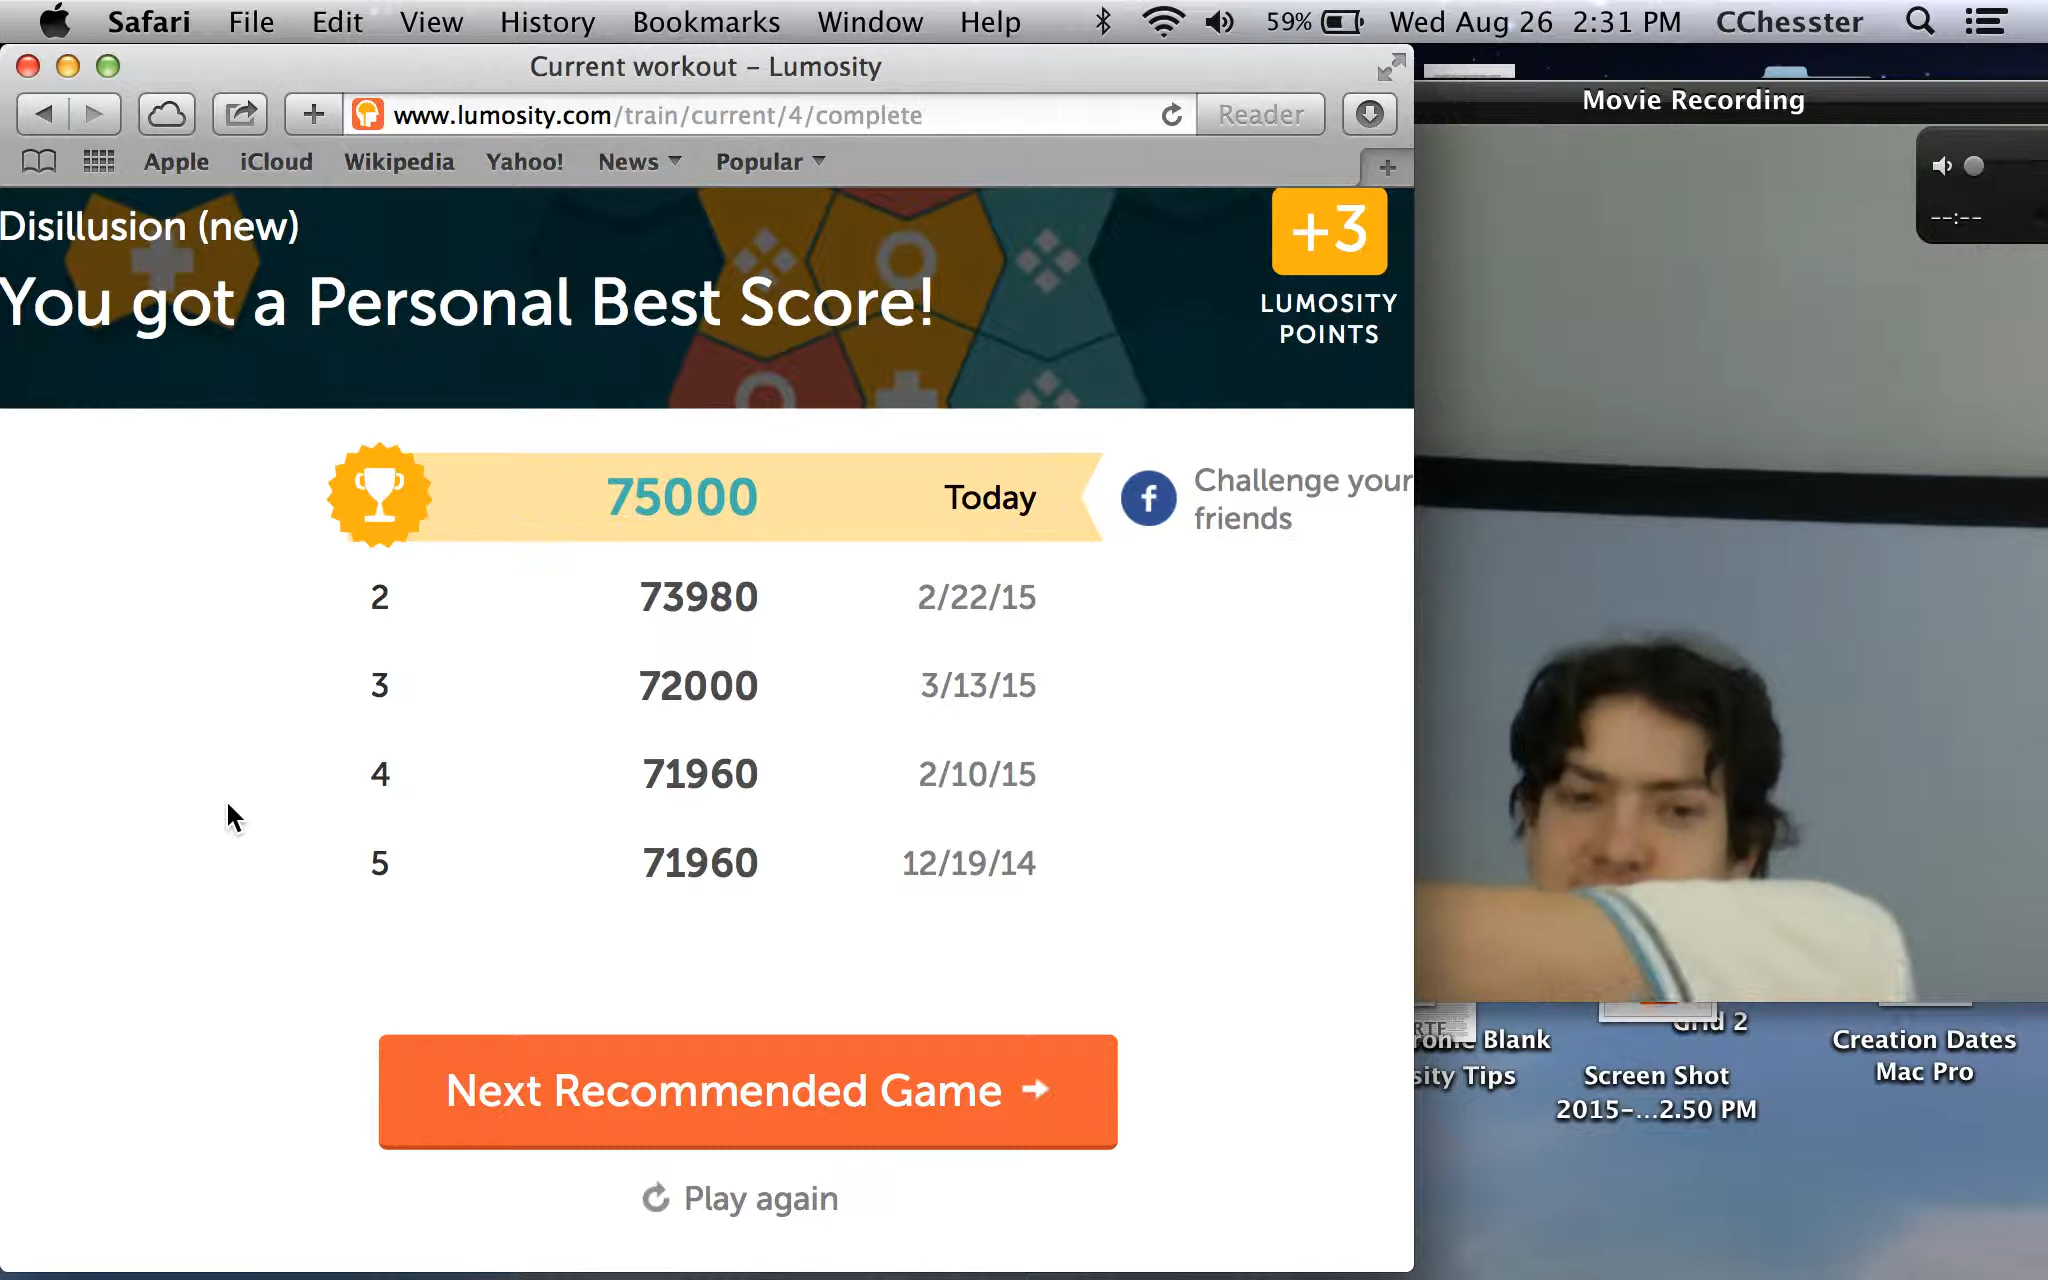 Safari File Edit View History Bookmarks Window Help 59% Wed Aug 26 2:31 PM CChesster
Current workout – Lumosity
www.lumosity.com/train/current/4/complete Reader
Apple iCloud Wikipedia Yahoo! News Popular
Movie Recording
--:--
Disillusion (new)
You got a Personal Best Score!
+3
LUMOSITY
POINTS
75000 Today
Challenge your
friends
2 73980 2/22/15
3 72000 3/13/15
4 71960 2/10/15
5 71960 12/19/14
Next Recommended Game
Play again
RTF
Blank
sity Tips
Grid 2
Screen Shot
2015-...2.50 PM
Creation Dates
Mac Pro